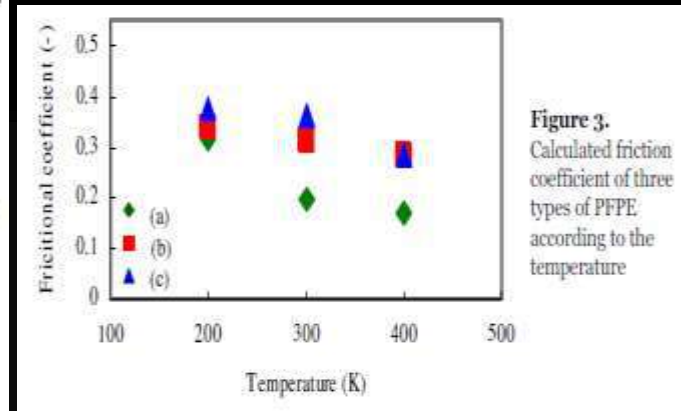 Fricitional coefficient (-)
0.5
0.4
0.3
0.2
0.1
0
(a)
(b)
(c)
100 200 300 400 500
Temperature (K)
Figure 3.
Calculated friction
coefficient of three
types of PFPE
according to the
temperature